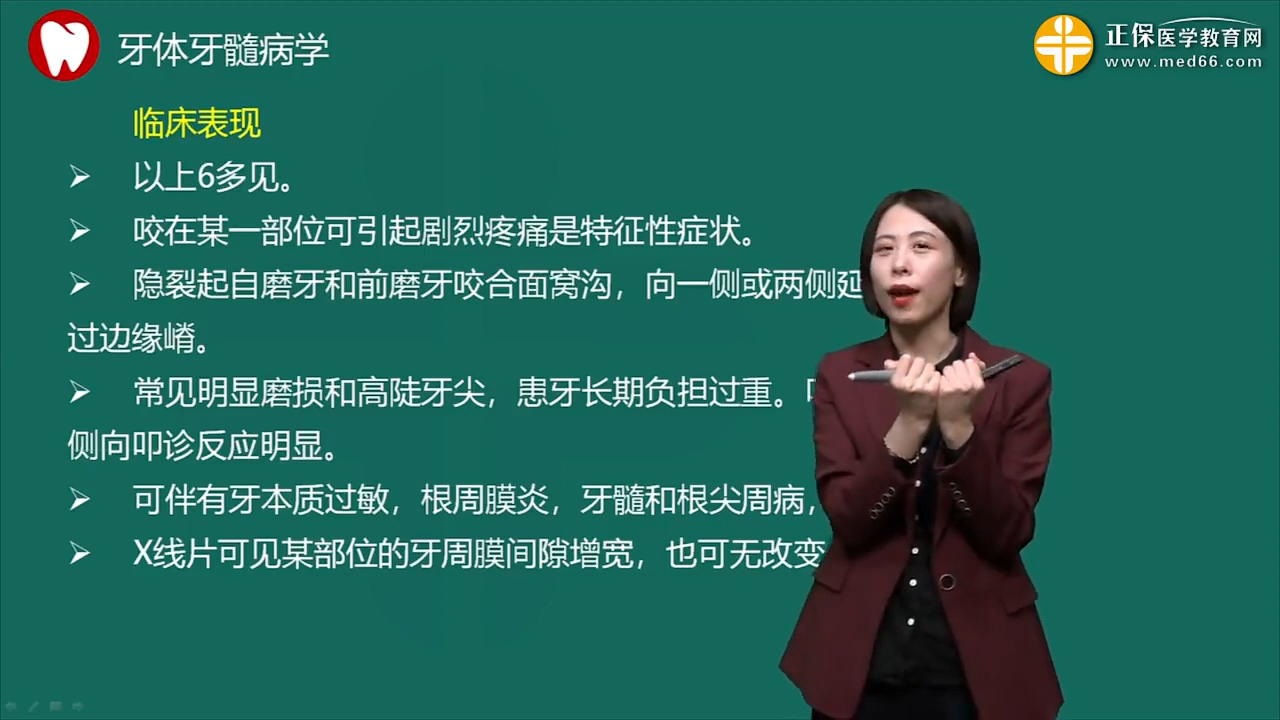 牙体牙髓病学
正保医学教育网
www.med66.com
临床表现
以上6多见。
咬在某一部位可引起剧烈疼痛是特征性症状。
隐裂起自磨牙和前磨牙咬合面窝沟，向一侧或两侧延
过边缘嵴。
常见明显磨损和高陡牙尖，患牙长期负担过重。
侧向叩诊反应明显。
可伴有牙本质过敏，根周膜炎，牙髓和根尖周病，
X线片可见某部位的牙周膜间隙增宽，也可无改变